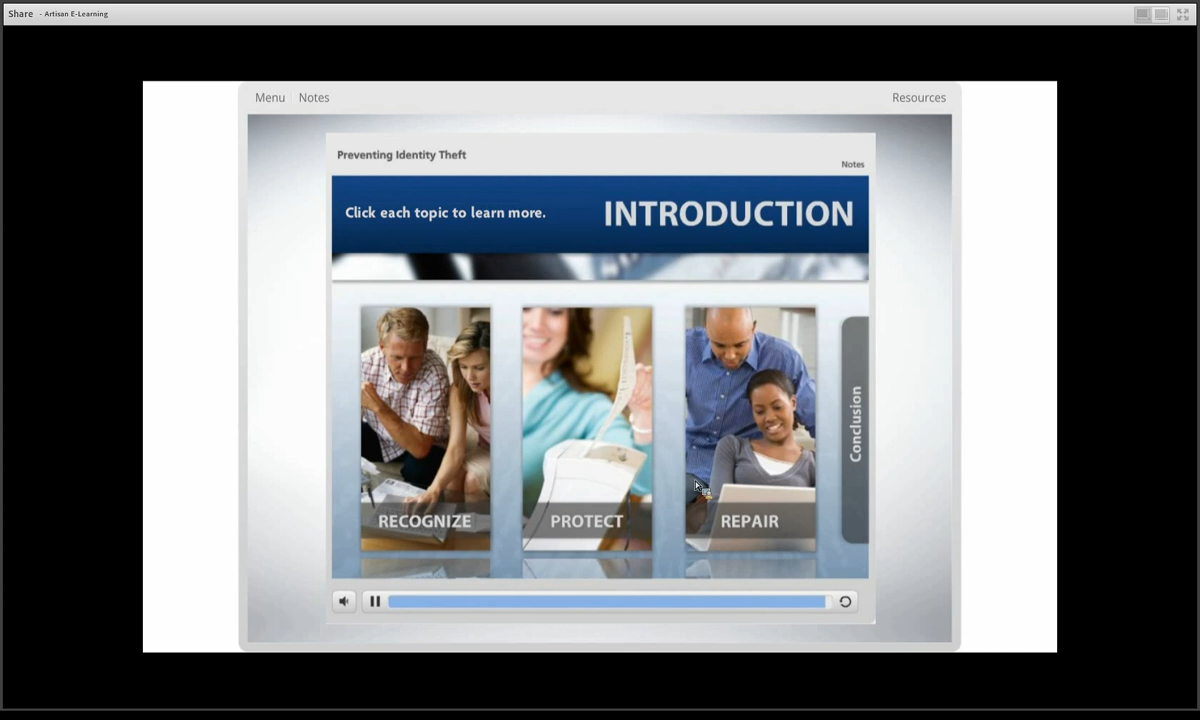 Share - Artisan E-Learning
Menu Notes Resources
Preventing Identity Theft
Notes
Click each topic to learn more. INTRODUCTION
RECOGNIZE PROTECT REPAIR
Conclusion